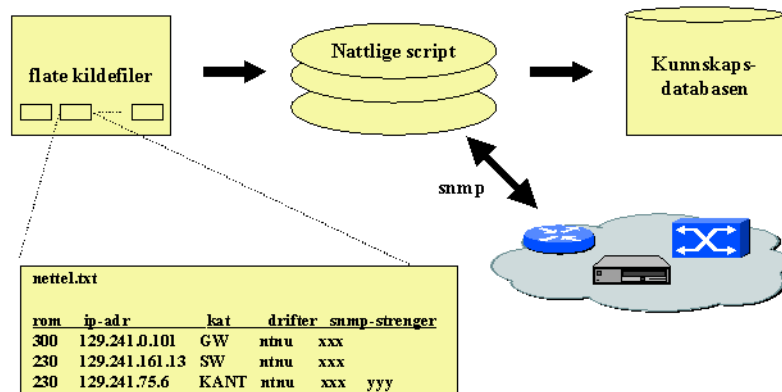 flate kildefiler
Nattlige script
Kunnskaps-
databasen
snmp
nettel.txt
rom ip-adr kat drifter snmp-strenger
300 129.241.0.101 GW ntnu xxx
230 129.241.161.13 SW ntnu xxx
230 129.241.75.6 KANT ntnu xxx yyy